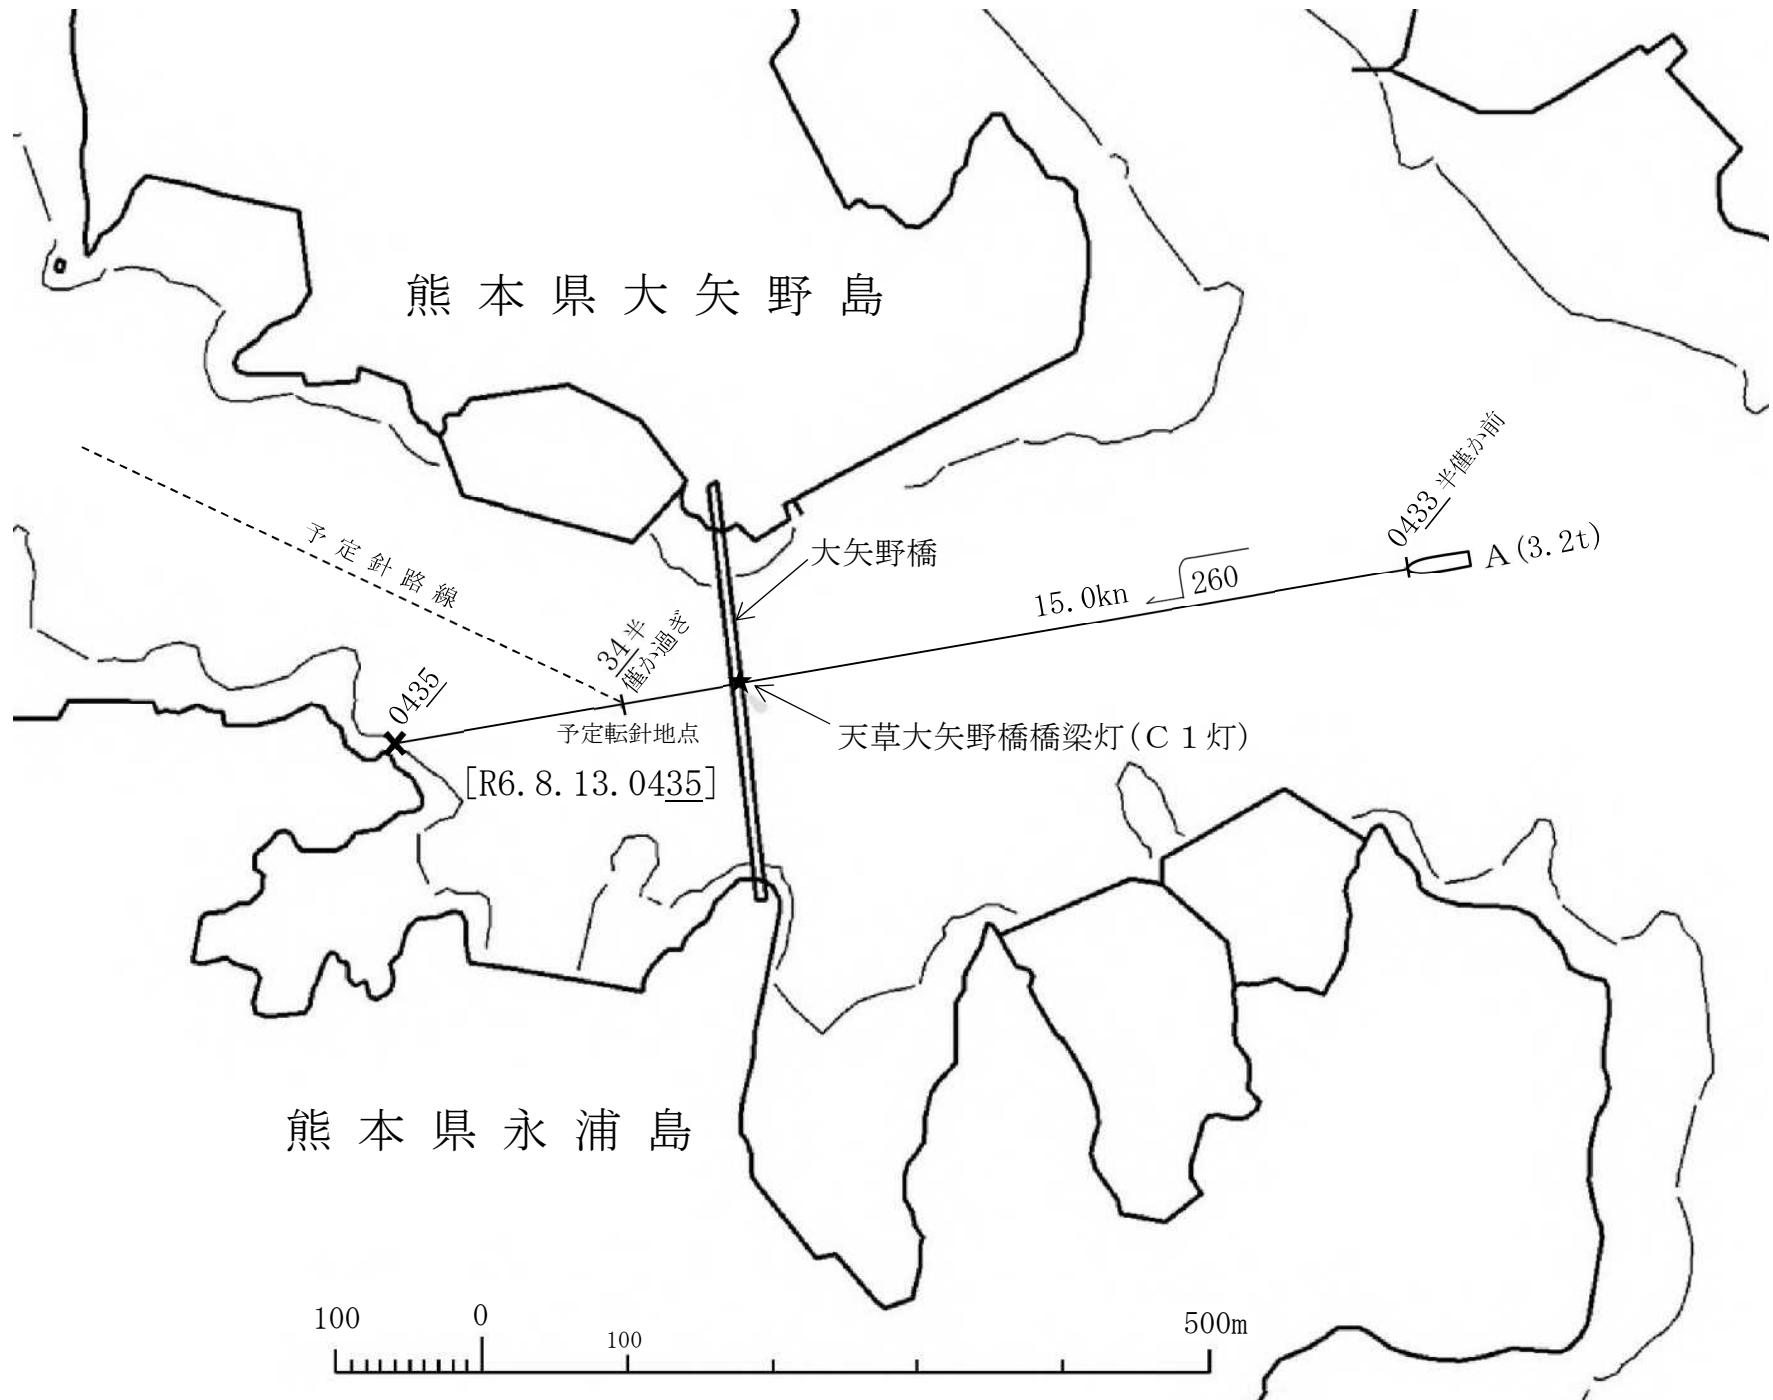 熊本県大矢野島
0433半僅か前
大矢野橋
A(3.2t)
260
15.0kn
予定針路線
34半
僅か過ぎ
0435
予定転針地点
天草大矢野橋橋梁灯(C1灯)
[R6.8.13.0435]
熊本県永浦島
100
0
100
500m